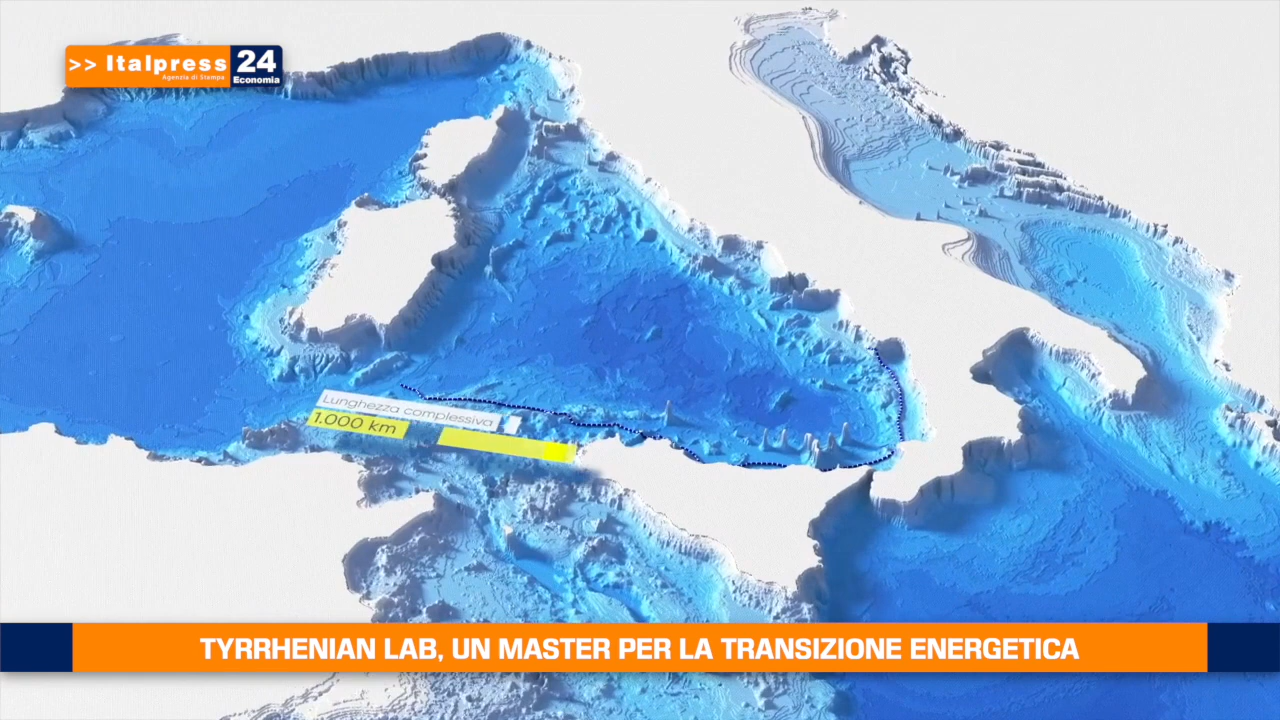 >> Italpress
Agenzia di Stampa
24
Economia
Lunghezza complessiva
1.000 km
TYRRHENIAN LAB, UN MASTER PER LA TRANSIZIONE ENERGETICA